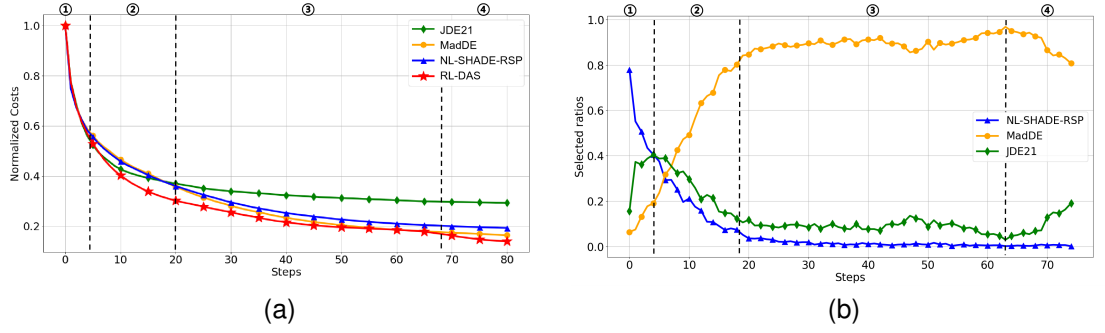 ① ② ③ ④
1.0
0.8
0.6
0.4
0.2
Normalized Costs
JDE21
MadDE
NL-SHADE-RSP
RL-DAS
0 10 20 30 40 50 60 70 80
Steps
(a)
① ② ③ ④
1.0
0.8
0.6
0.4
0.2
0.0
Selected ratios
NL-SHADE-RSP
MadDE
JDE21
0 10 20 30 40 50 60 70
Steps
(b)